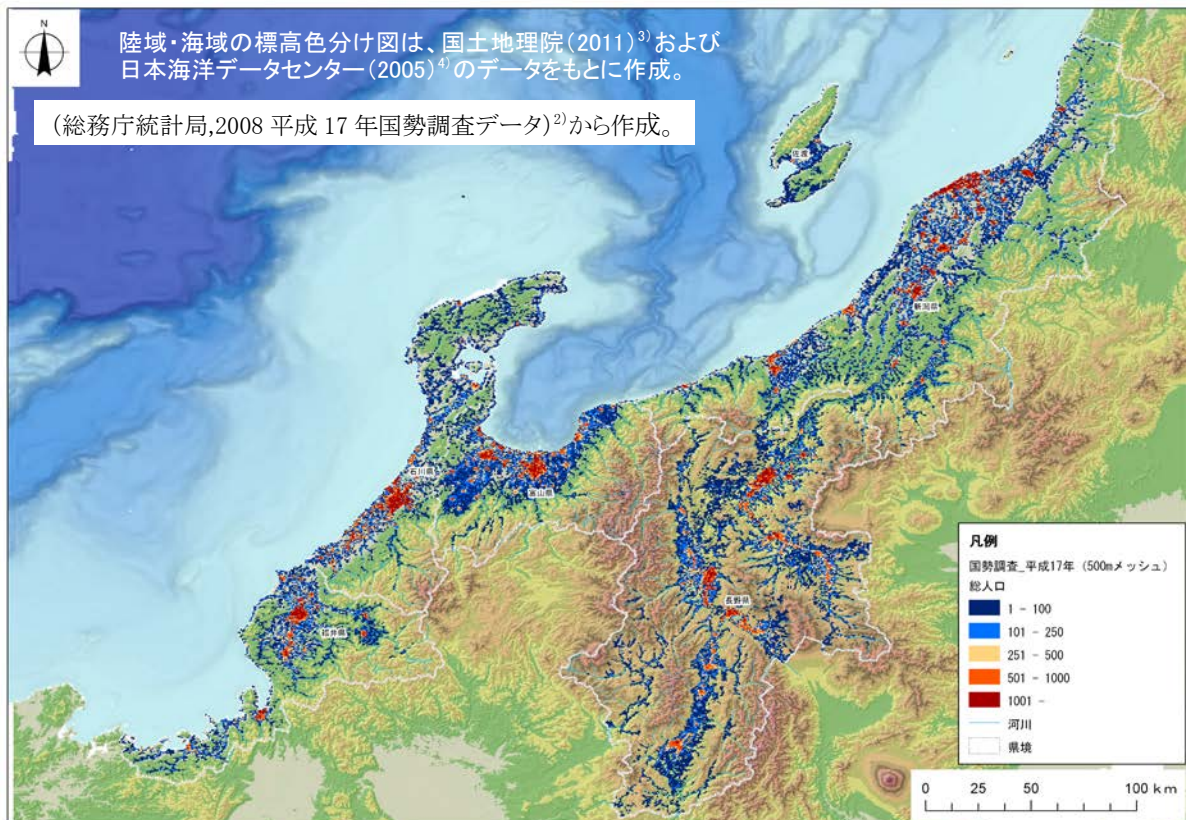 N
陸域・海域の標高色分け図は、国土地理院(2011)3)および
日本海洋データセンター(2005)4)のデータをもとに作成。
(総務庁統計局,2008 平成 17 年国勢調査データ)2)から作成。
佐渡
新潟県
石川県
富山県
長野県
福井県
凡例
国勢調査_平成17年 (500mメッシュ)
総人口
1 - 100
101 - 250
251 - 500
501 - 1000
1001 -
河川
県境
0 25 50 100 km